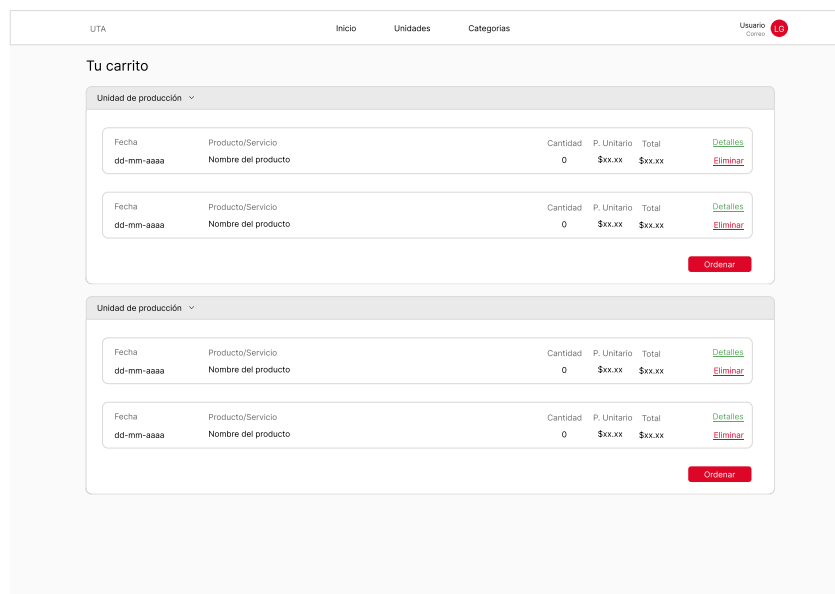 UTA Inicio Unidades Categorias Usuario LG
Correo
Tu carrito
Unidad de producción
Fecha Producto/Servicio Cantidad P. Unitario Total Detalles
dd-mm-aaaa Nombre del producto 0 $xx.xx $xx.xx Eliminar
Fecha Producto/Servicio Cantidad P. Unitario Total Detalles
dd-mm-aaaa Nombre del producto 0 $xx.xx $xx.xx Eliminar
Ordenar
Unidad de producción
Fecha Producto/Servicio Cantidad P. Unitario Total Detalles
dd-mm-aaaa Nombre del producto 0 $xx.xx $xx.xx Eliminar
Fecha Producto/Servicio Cantidad P. Unitario Total Detalles
dd-mm-aaaa Nombre del producto 0 $xx.xx $xx.xx Eliminar
Ordenar